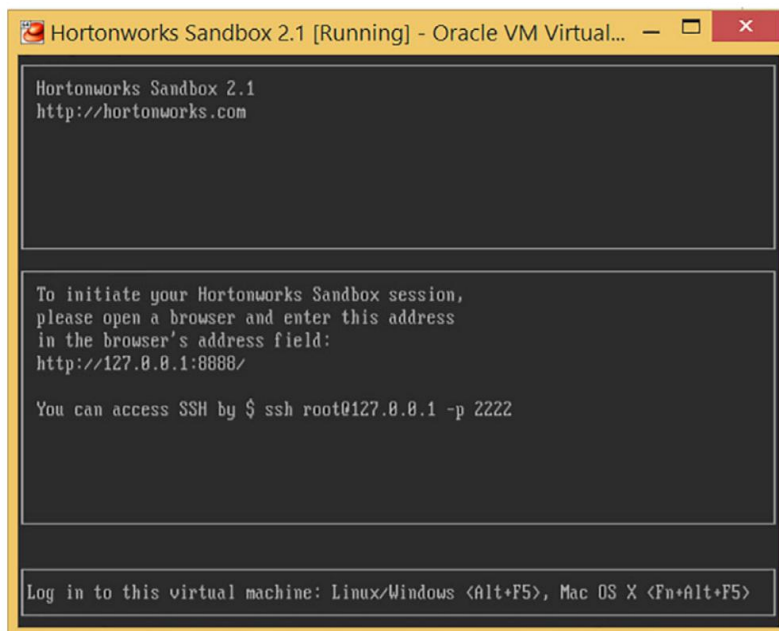 Hortonworks Sandbox 2.1 [Running] - Oracle VM Virtual...
Hortonworks Sandbox 2.1
http://hortonworks.com
To initiate your Hortonworks Sandbox session,
please open a browser and enter this address
in the browser's address field:
http://127.0.0.1:8888/
You can access SSH by $ ssh root@127.0.0.1 -p 2222
Log in to this virtual machine: Linux/Windows <Alt+F5>, Mac OS X <Fn+Alt+F5>